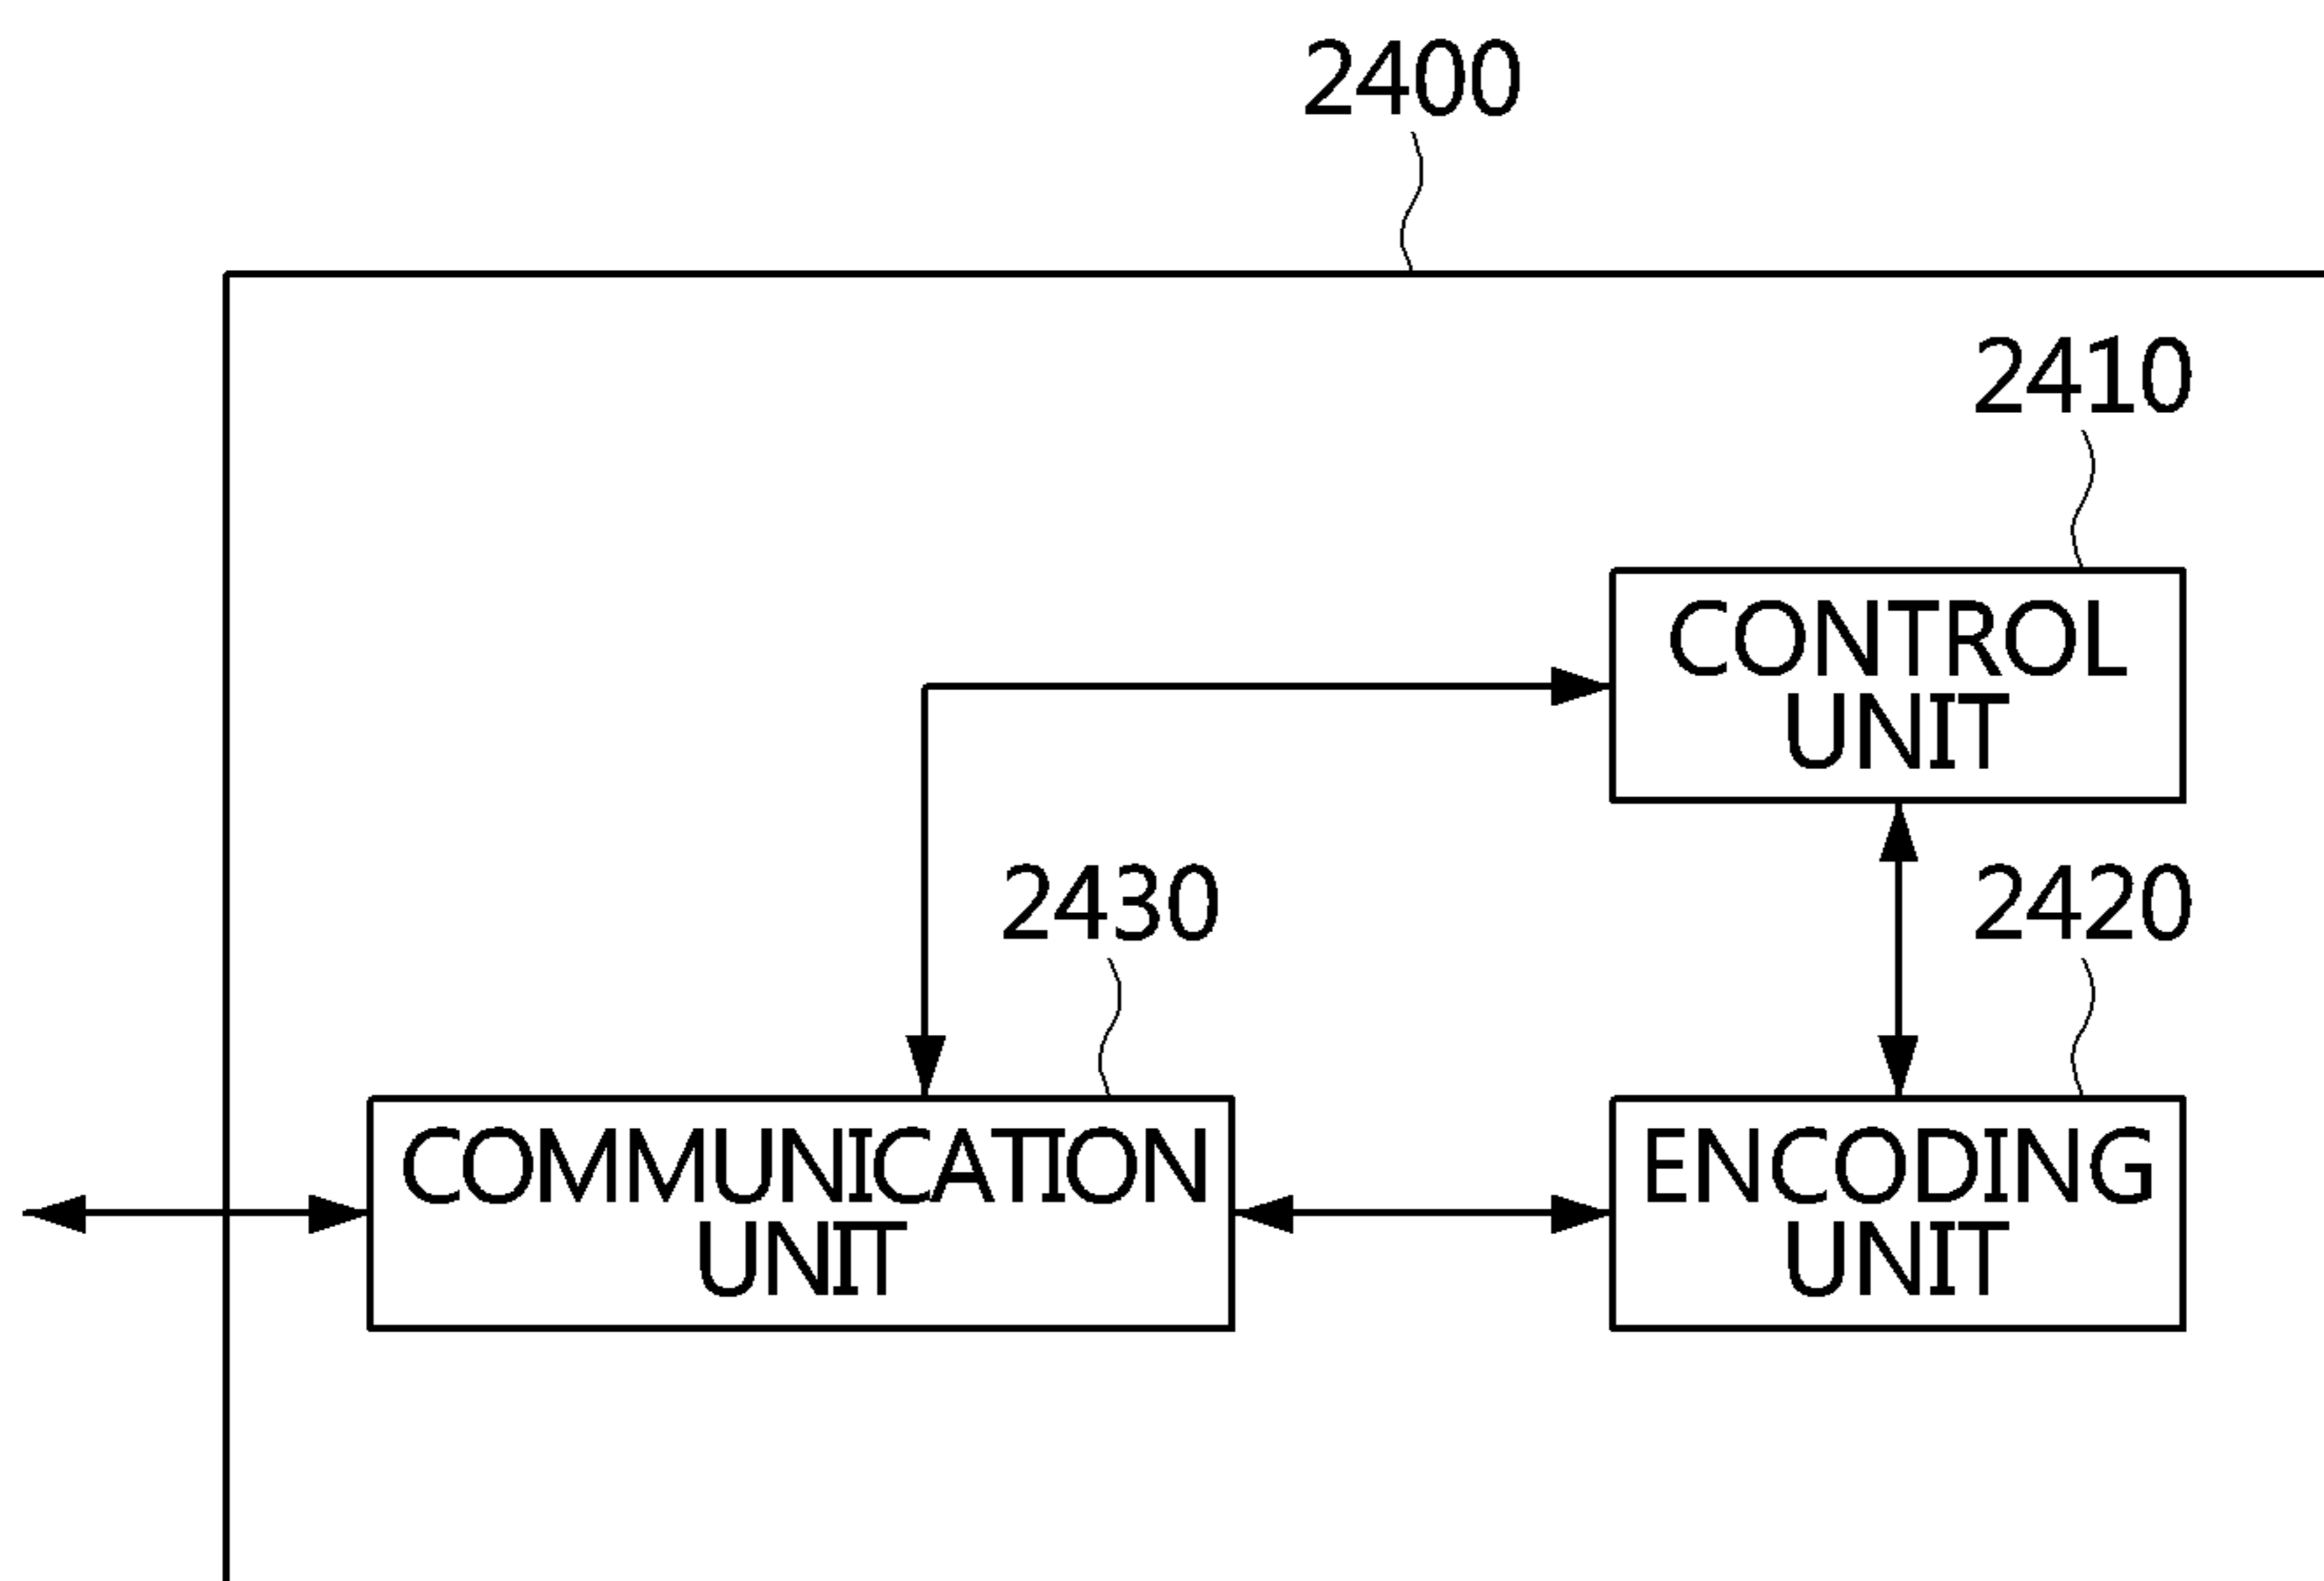 2400
2410
CONTROL
UNIT
2430
2420
COMMUNICATION
UNIT
ENCODING
UNIT